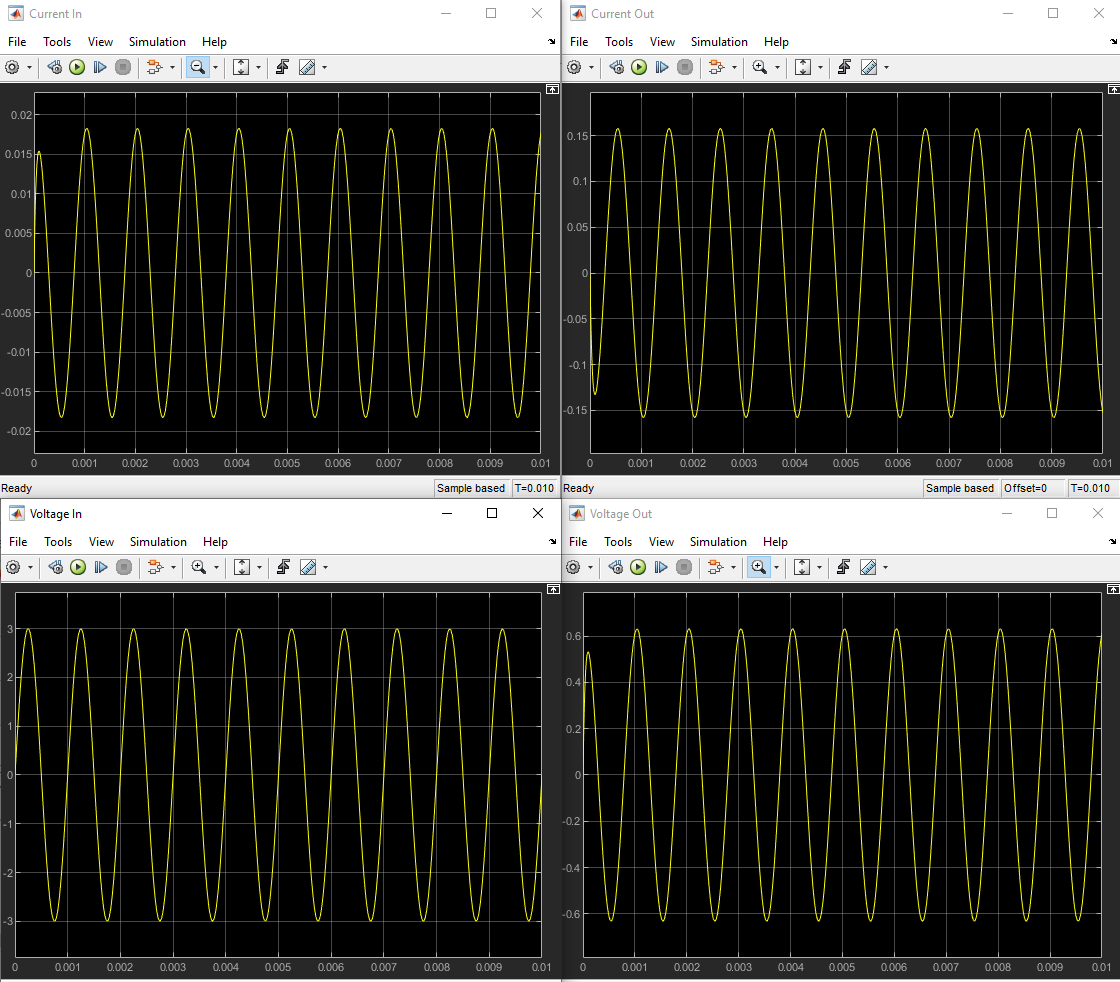 Current In
File Tools View Simulation Help
0.02
0.015
0.01
0.005
0
-0.005
-0.01
-0.015
-0.02
0 0.001 0.002 0.003 0.004 0.005 0.006 0.007 0.008 0.009 0.01
Ready Sample based T=0.010
Current Out
File Tools View Simulation Help
0.15
0.1
0.05
0
-0.05
-0.1
-0.15
0 0.001 0.002 0.003 0.004 0.005 0.006 0.007 0.008 0.009 0.01
Ready Sample based Offset=0 T=0.010
Voltage In
File Tools View Simulation Help
3
2
1
0
-1
-2
-3
0 0.001 0.002 0.003 0.004 0.005 0.006 0.007 0.008 0.009 0.01
Voltage Out
File Tools View Simulation Help
0.6
0.4
0.2
0
-0.2
-0.4
-0.6
0 0.001 0.002 0.003 0.004 0.005 0.006 0.007 0.008 0.009 0.01